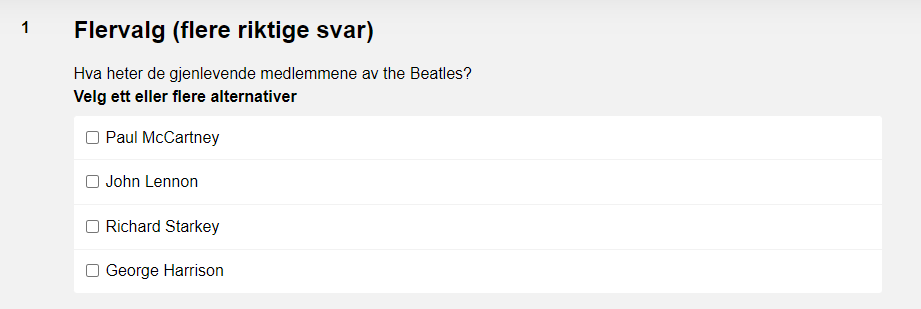 1
Flervalg (flere riktige svar)
Hva heter de gjenlevende medlemmene av the Beatles?
Velg ett eller flere alternativer
Paul McCartney
John Lennon
Richard Starkey
George Harrison